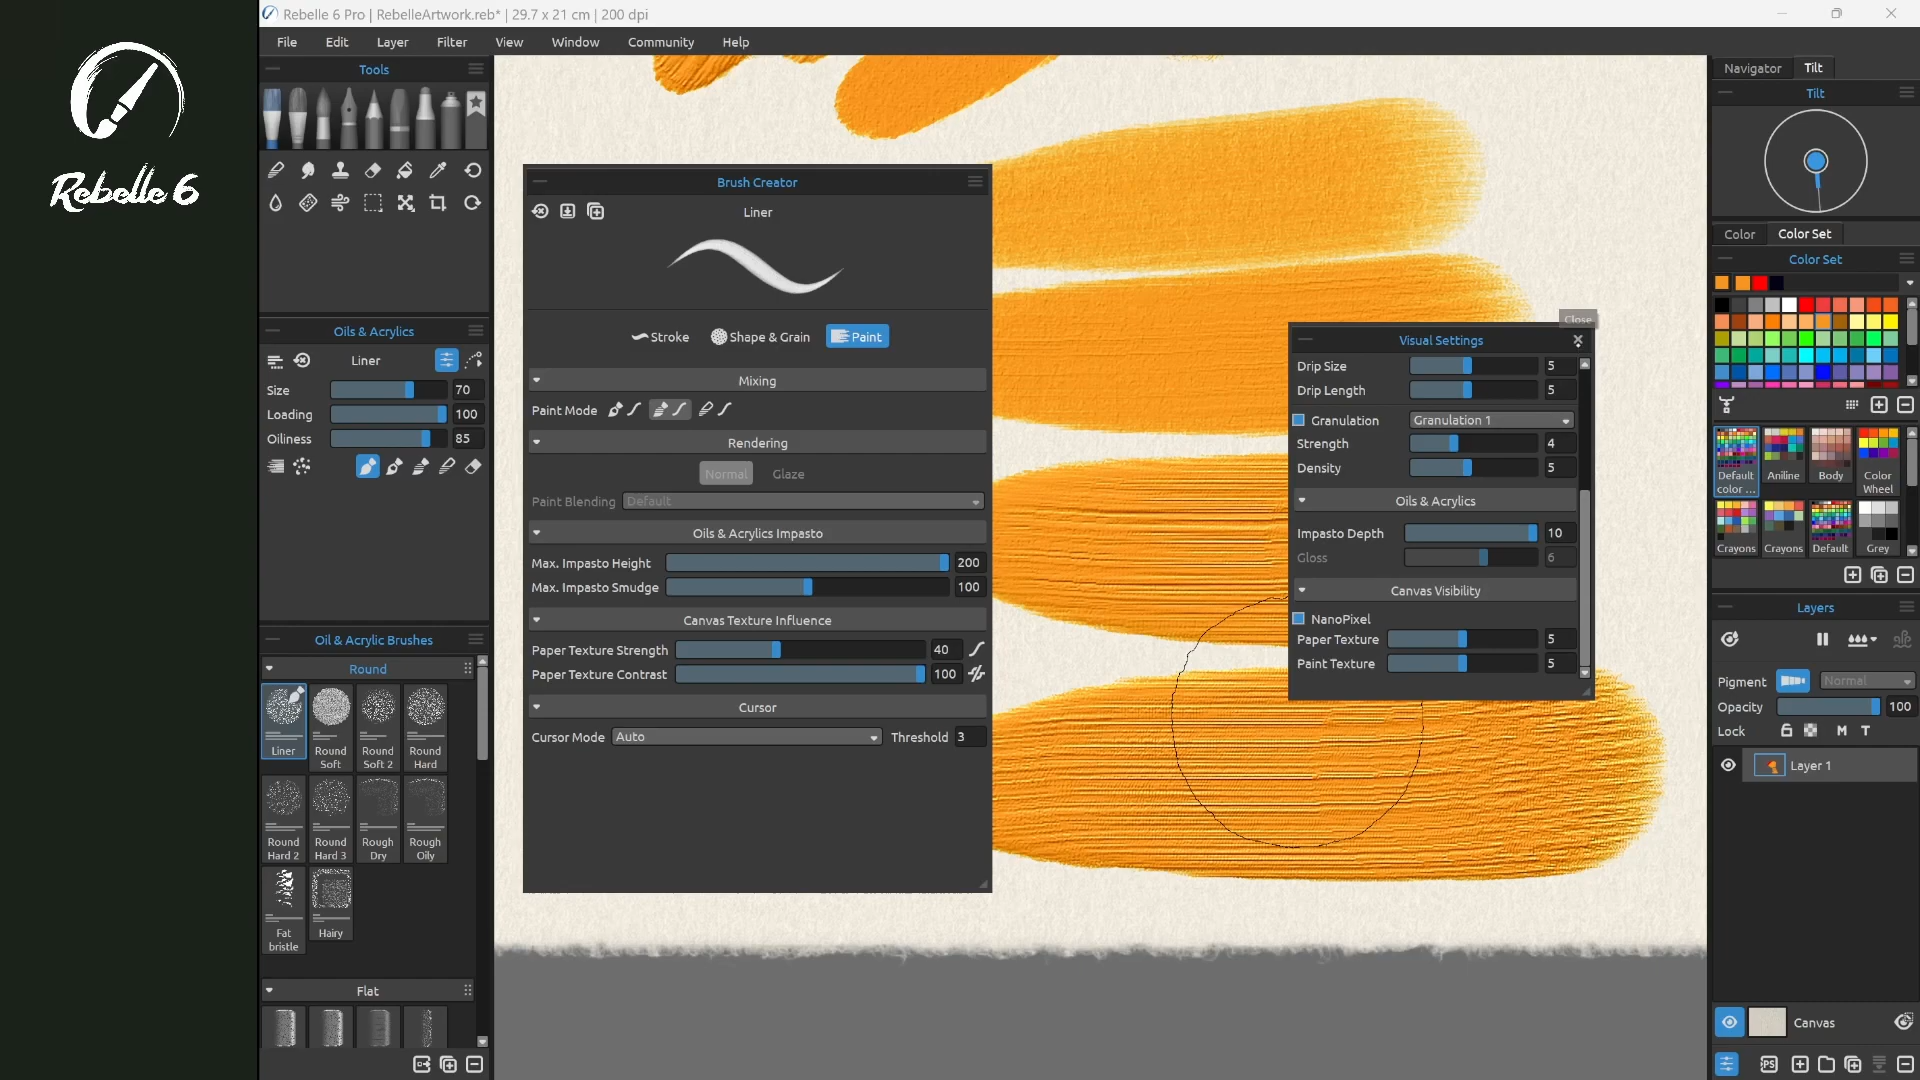 Rebelle 6
Rebelle 6 Pro | RebelleArtwork.reb* | 29.7 x 21 cm | 200 dpi
File Edit Layer Filter View Window Community Help
Tools
Oils & Acrylics
Liner
Size 70
Loading 100
Oiliness 85
Oil & Acrylic Brushes
Round
Liner
Round Soft
Round Soft 2
Round Hard
Round Hard 2
Round Hard 3
Rough Dry
Rough Oily
Fat bristle
Hairy
Flat
Brush Creator
Liner
Stroke Shape & Grain Paint
Mixing
Paint Mode
Rendering
Normal Glaze
Paint Blending Default
Oils & Acrylics Impasto
Max. Impasto Height 200
Max. Impasto Smudge 100
Canvas Texture Influence
Paper Texture Strength 40
Paper Texture Contrast 100
Cursor
Cursor Mode Auto Threshold 3
Close
Visual Settings
Drip Size 5
Drip Length 5
Granulation Granulation 1
Strength 4
Density 5
Oils & Acrylics
Impasto Depth 10
Gloss 6
Canvas Visibility
NanoPixel
Paper Texture 5
Paint Texture 5
Navigator Tilt
Tilt
Color Color Set
Color Set
Default color ...
Aniline
Body
Color Wheel
Crayons
Crayons
Default
Grey
Layers
Pigment Normal
Opacity 100
Lock M T
Layer 1
Canvas
PS